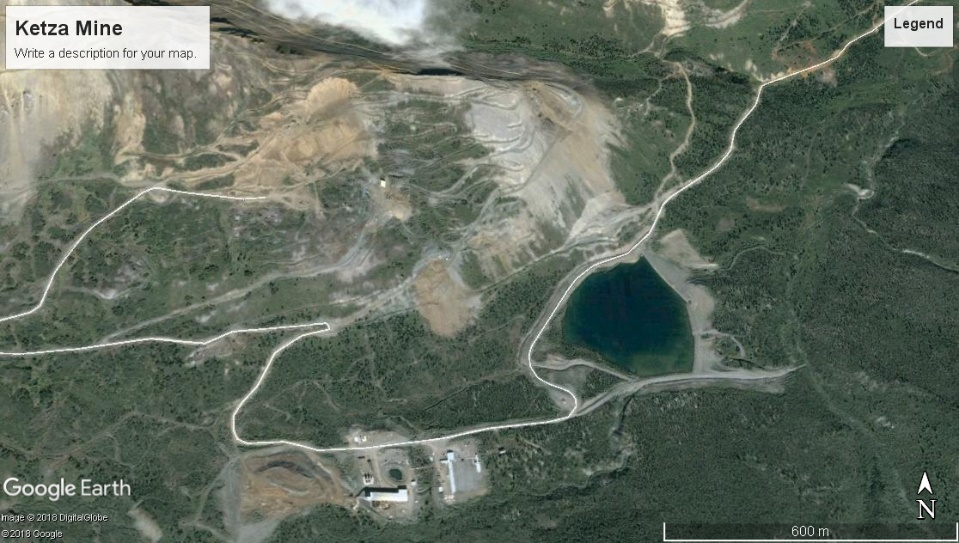 Ketza Mine
Write a description for your map.
Legend
Google Earth
Image © 2018 DigitalGlobe
© 2018 Google
N
600 m